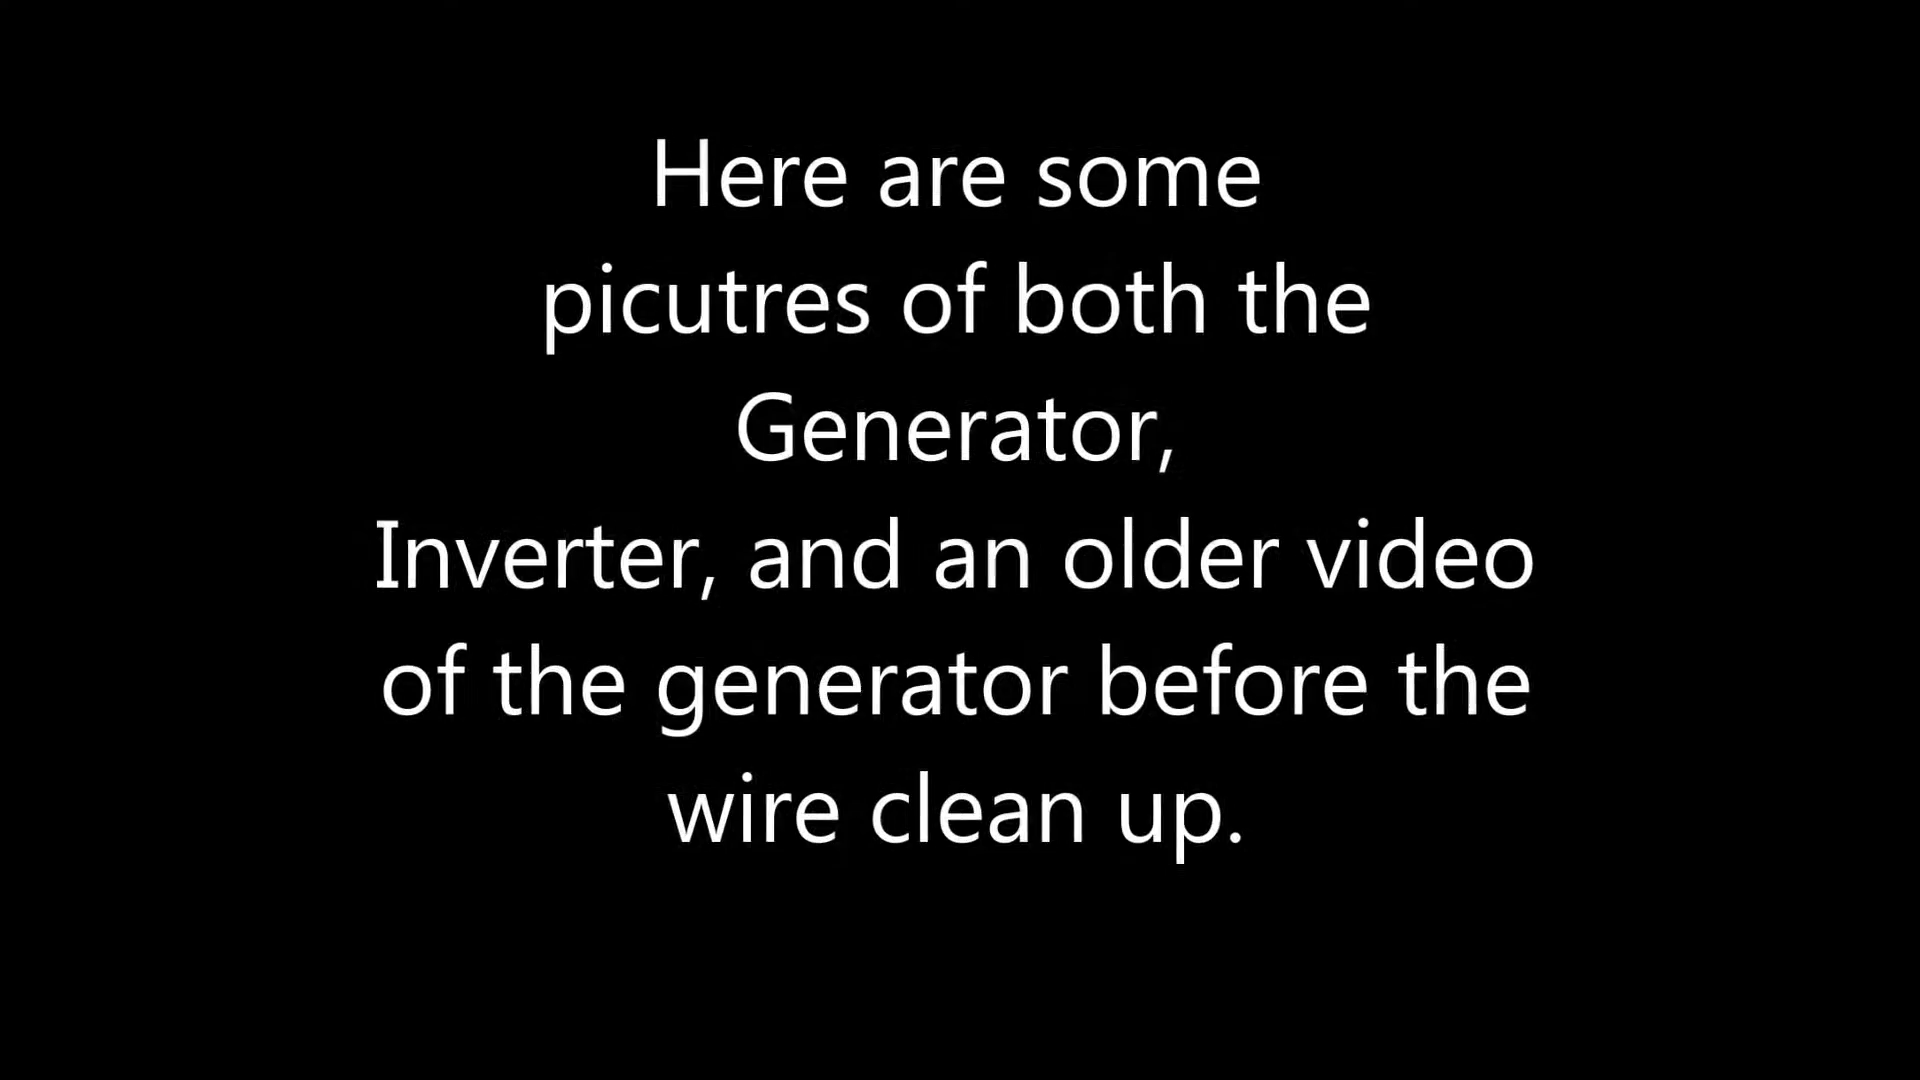 Here are some
picutres of both the
Generator,
Inverter, and an older video
of the generator before the
wire clean up.